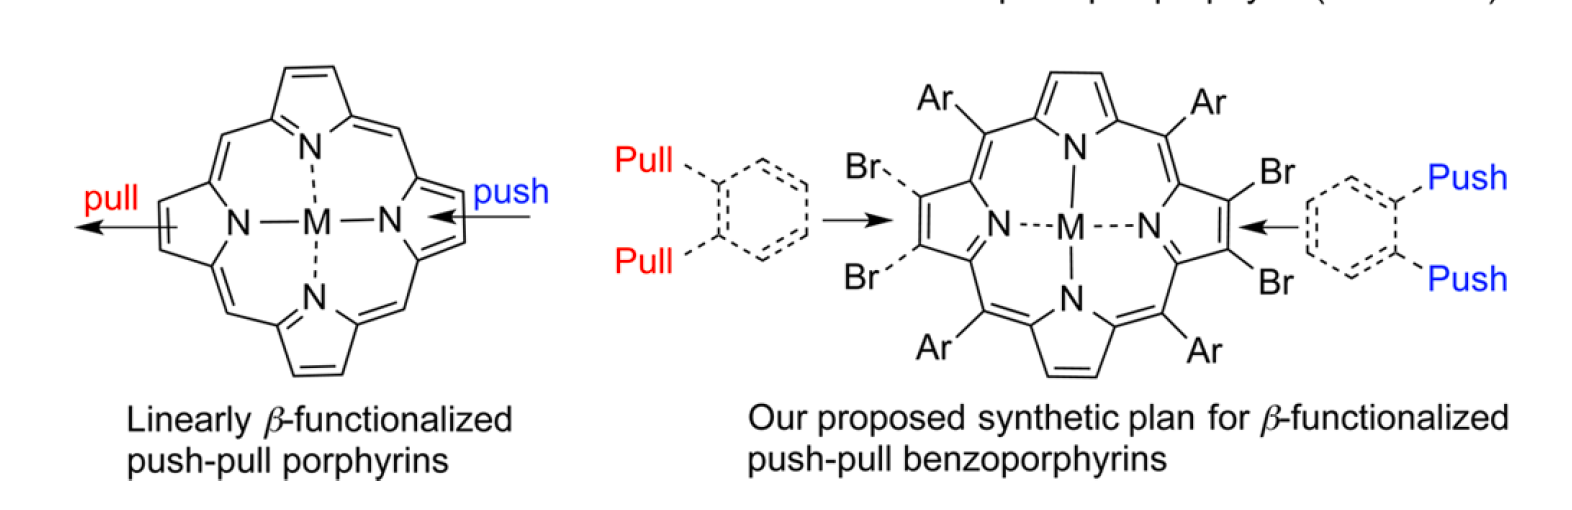 pull
push
N
N
M
N
N
Pull
Pull
Ar
Ar
Br
Br
N
N
M
N
N
Br
Br
Ar
Ar
Push
Push
Linearly β-functionalized
push-pull porphyrins
Our proposed synthetic plan for β-functionalized
push-pull benzoporphyrins